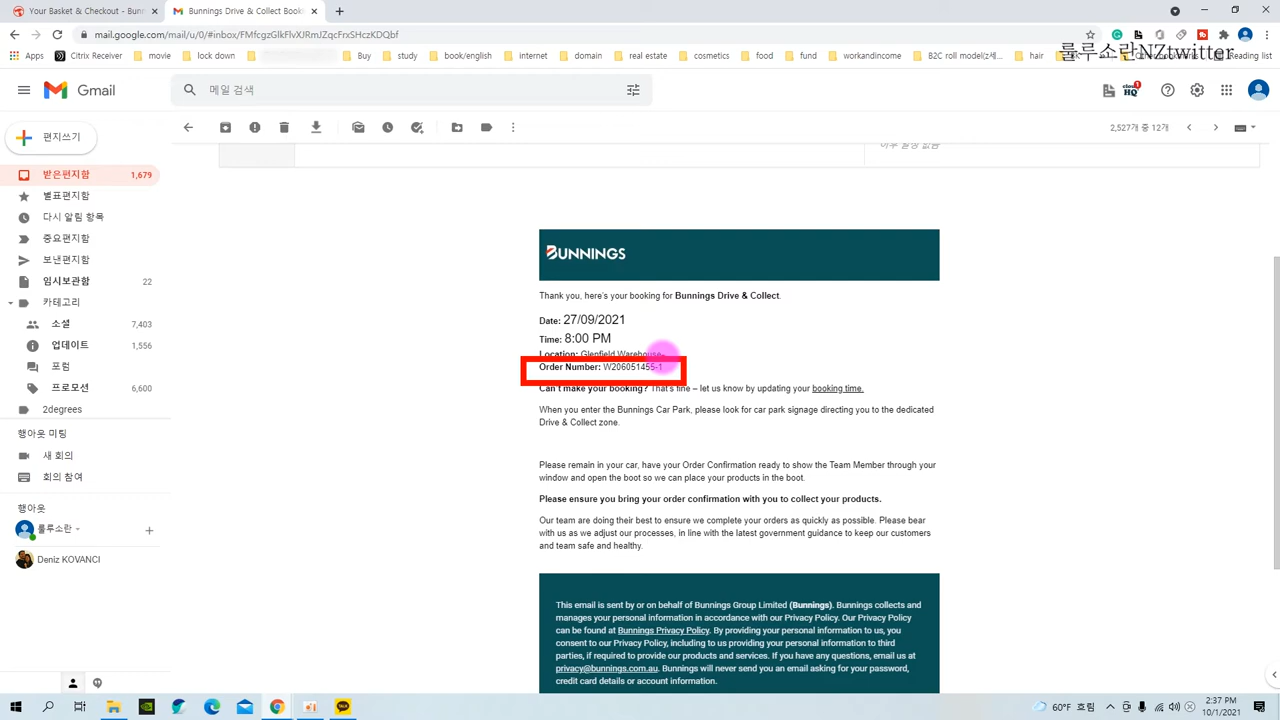 Your Basket - Bunnings New
Bunnings Drive & Collect Bookin
mail.google.com/mail/u/0/#inbox/FMfcgzGlkFVlXjCRdZqcFrxSHczKDQbf
Apps
Citrix Receiver
movie
lock down
Buy
study
book/english
internet
domain
real estate
cosmetics
food
fund
workandincome
B2C roll model(z세...
hair
Reading list
룰루소란NZtwitter
Gmail
메일 검색
편지쓰기
2,527개 중 12개
받은편지함 1,679
별표편지함
다시 알림 항목
중요편지함
보낸편지함
임시보관함 22
카테고리
소셜 7,403
업데이트 1,556
포럼
프로모션 6,600
2degrees
행아웃 미팅
새 회의
회의 참여
행아웃
룰루소란
Deniz KOVANCI
이후 일정 없음
BUNNINGS
Thank you, here's your booking for Bunnings Drive & Collect.
Date: 27/09/2021
Time: 8:00 PM
Location: Glenfield Warehouse
Order Number: W206051455-1
Can't make your booking? That's fine – let us know by updating your booking time.
When you enter the Bunnings Car Park, please look for car park signage directing you to the dedicated
Drive & Collect zone.
Please remain in your car, have your Order Confirmation ready to show the Team Member through your
window and open the boot so we can place your products in the boot.
Please ensure you bring your order confirmation with you to collect your products.
Our team are doing their best to ensure we complete your orders as quickly as possible. Please bear
with us as we adjust our processes, in line with the latest government guidance to keep our customers
and team safe and healthy.
This email is sent by or on behalf of Bunnings Group Limited (Bunnings). Bunnings collects and
manages your personal information in accordance with our Privacy Policy. Our Privacy Policy
can be found at Bunnings Privacy Policy. By providing your personal information to us, you
consent to our Privacy Policy, including to us providing your personal information to third
parties, if required to provide our products and services. If you have any questions, email us at
privacy@bunnings.com.au. Bunnings will never send you an email asking for your password,
credit card details or account information.
60°F 흐림
2:37 PM
10/1/2021